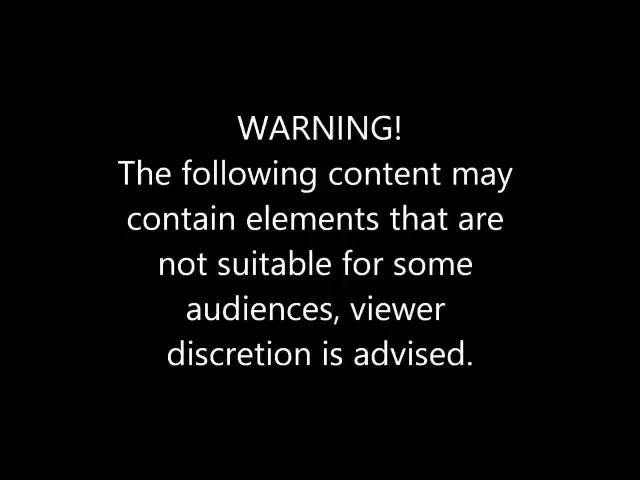 WARNING!
The following content may
contain elements that are
not suitable for some
audiences, viewer
discretion is advised.